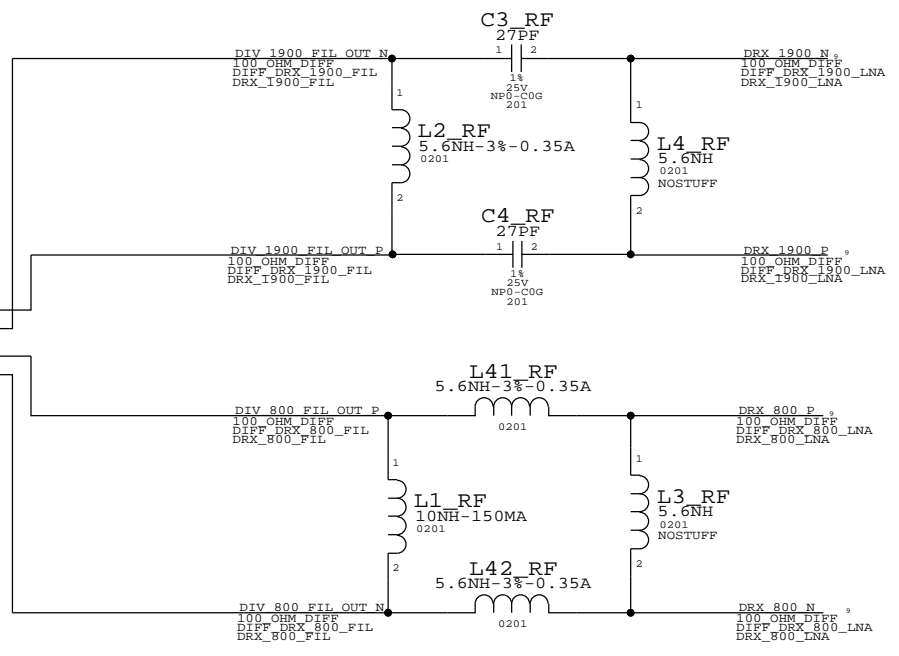 C3_RF
27PF
1 2
1%
25V
NP0-C0G
201
DIV_1900_FIL_OUT_N
100_OHM_DIFF
DIFF_DRX_1900_FIL
DRX_1900_FIL
DRX_1900_N 9
100_OHM_DIFF
DIFF_DRX_1900_LNA
DRX_1900_LNA
1
L2_RF
5.6NH-3%-0.35A
0201
2
1
L4_RF
5.6NH
0201
NOSTUFF
2
C4_RF
27PF
1 2
1%
25V
NP0-C0G
201
DIV_1900_FIL_OUT_P
100_OHM_DIFF
DIFF_DRX_1900_FIL
DRX_1900_FIL
DRX_1900_P 9
100_OHM_DIFF
DIFF_DRX_1900_LNA
DRX_1900_LNA
L41_RF
5.6NH-3%-0.35A
0201
DIV_800_FIL_OUT_P
100_OHM_DIFF
DIFF_DRX_800_FIL
DRX_800_FIL
DRX_800_P 9
100_OHM_DIFF
DIFF_DRX_800_LNA
DRX_800_LNA
1
L1_RF
10NH-150MA
0201
2
1
L3_RF
5.6NH
0201
NOSTUFF
2
L42_RF
5.6NH-3%-0.35A
0201
DIV_800_FIL_OUT_N
100_OHM_DIFF
DIFF_DRX_800_FIL
DRX_800_FIL
DRX_800_N 9
100_OHM_DIFF
DIFF_DRX_800_LNA
DRX_800_LNA